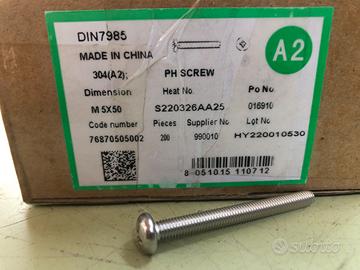 DIN7985
MADE IN CHINA
304(A2);
PH SCREW
A2
Dimension
Heat No.
Po No
M 5X50
S220326AA25
016910
Code number
Pieces
Supplier No
Lot No
76870505002
200
990010
HY220010530
8 051015 110712
subito